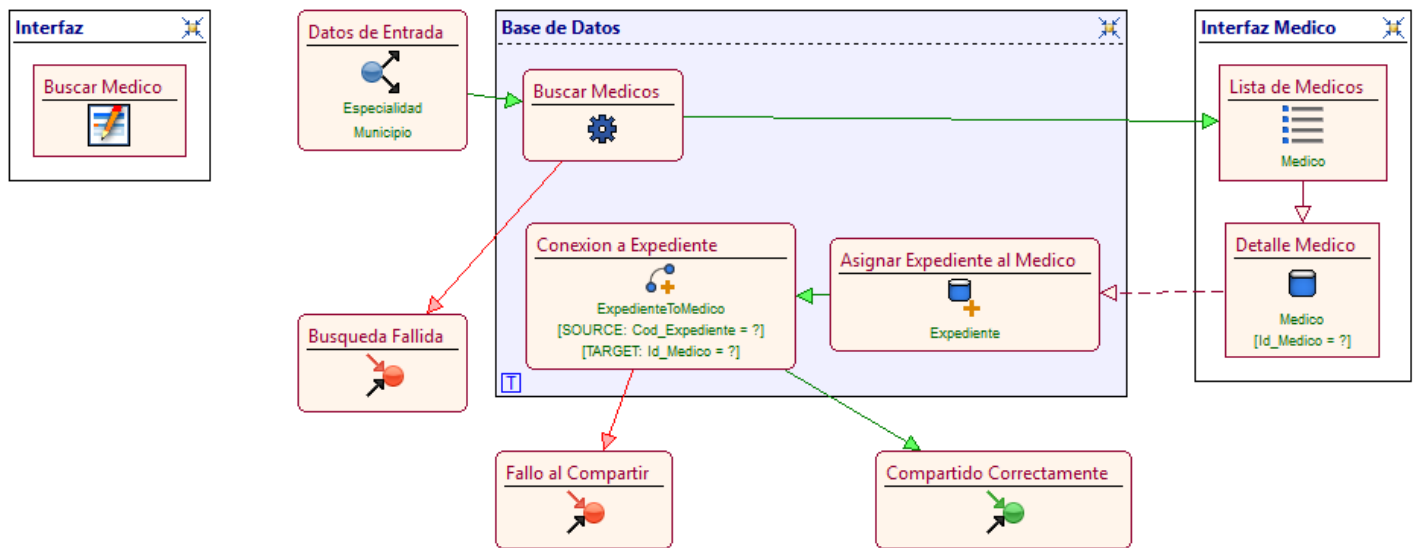 Interfaz
Buscar Medico
Datos de Entrada
Especialidad
Municipio
Base de Datos
Buscar Medicos
Interfaz Medico
Lista de Medicos
Medico
Conexion a Expediente
ExpedienteToMedico
[SOURCE: Cod_Expediente = ?]
[TARGET: Id_Medico = ?]
Asignar Expediente al Medico
Expediente
Detalle Medico
Medico
[Id_Medico = ?]
Busqueda Fallida
T
Fallo al Compartir
Compartido Correctamente